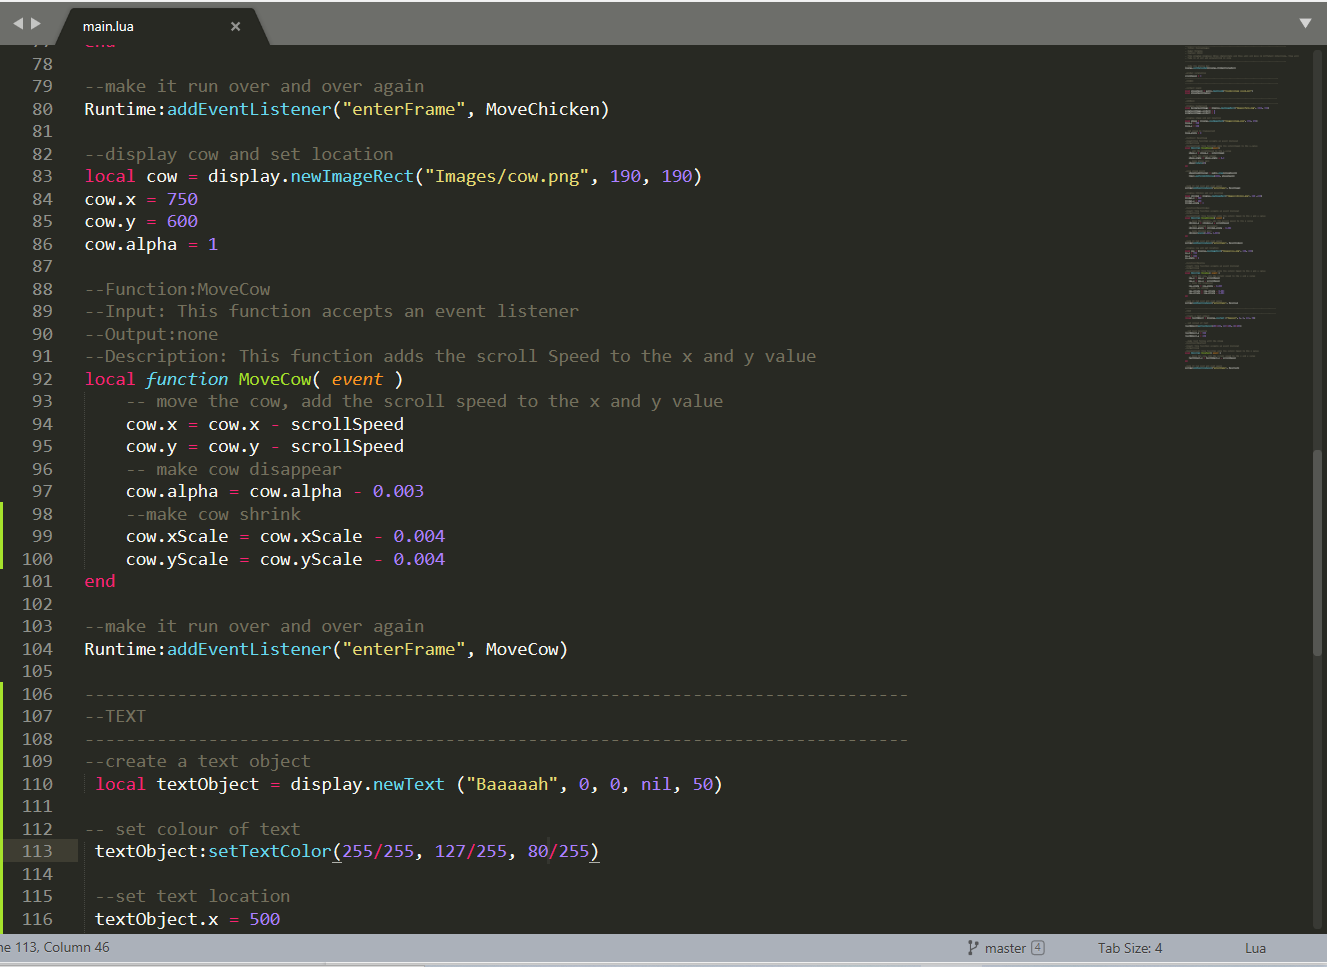 main.lua ×
77 end
78
79 --make it run over and over again
80 Runtime:addEventListener("enterFrame", MoveChicken)
81
82 --display cow and set location
83 local cow = display.newImageRect("Images/cow.png", 190, 190)
84 cow.x = 750
85 cow.y = 600
86 cow.alpha = 1
87
88 --Function:MoveCow
89 --Input: This function accepts an event listener
90 --Output:none
91 --Description: This function adds the scroll Speed to the x and y value
92 local function MoveCow( event )
93     -- move the cow, add the scroll speed to the x and y value
94     cow.x = cow.x - scrollSpeed
95     cow.y = cow.y - scrollSpeed
96     -- make cow disappear
97     cow.alpha = cow.alpha - 0.003
98     --make cow shrink
99     cow.xScale = cow.xScale - 0.004
100     cow.yScale = cow.yScale - 0.004
101 end
102
103 --make it run over and over again
104 Runtime:addEventListener("enterFrame", MoveCow)
105
106 --------------------------------------------------------------------------------
107 --TEXT
108 --------------------------------------------------------------------------------
109 --create a text object
110  local textObject = display.newText ("Baaaaah", 0, 0, nil, 50)
111
112 -- set colour of text
113  textObject:setTextColor(255/255, 127/255, 80/255)
114
115  --set text location
116  textObject.x = 500
ne 113, Column 46 master 4 Tab Size: 4 Lua